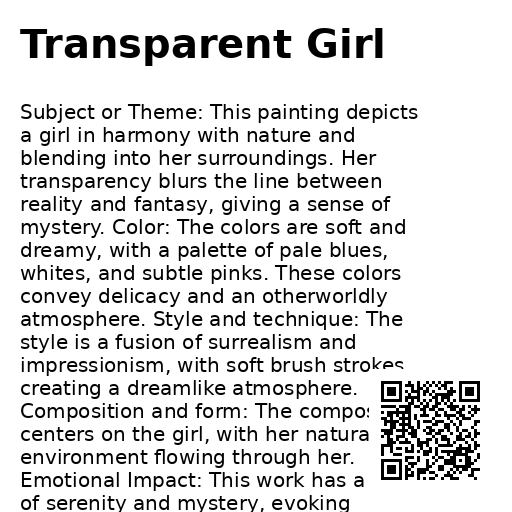 Transparent Girl
Subject or Theme: This painting depicts
a girl in harmony with nature and
blending into her surroundings. Her
transparency blurs the line between
reality and fantasy, giving a sense of
mystery. Color: The colors are soft and
dreamy, with a palette of pale blues,
whites, and subtle pinks. These colors
convey delicacy and an otherworldly
atmosphere. Style and technique: The
style is a fusion of surrealism and
impressionism, with soft brush strokes
creating a dreamlike atmosphere.
Composition and form: The
centers on the girl, with her
environment flowing through her.
Emotional Impact: This work has a
of serenity and mystery, evoking